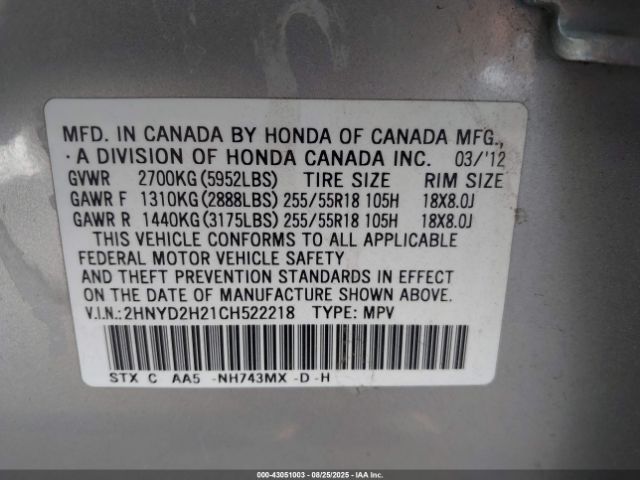 MFD. IN CANADA BY HONDA OF CANADA MFG.,
A DIVISION OF HONDA CANADA INC. 03/'12
GVWR 2700KG (5952LBS) TIRE SIZE RIM SIZE
GAWR F 1310KG (2888LBS) 255/55R18 105H 18X8.0J
GAWR R 1440KG (3175LBS) 255/55R18 105H 18X8.0J
THIS VEHICLE CONFORMS TO ALL APPLICABLE
FEDERAL MOTOR VEHICLE SAFETY
AND THEFT PREVENTION STANDARDS IN EFFECT
ON THE DATE OF MANUFACTURE SHOWN ABOVE.
V.I.N.:2HNYD2H21CH522218 TYPE: MPV
STX C AA5 -NH743MX -D -H
000-43051003 - 08/25/2025 - IAA Inc.